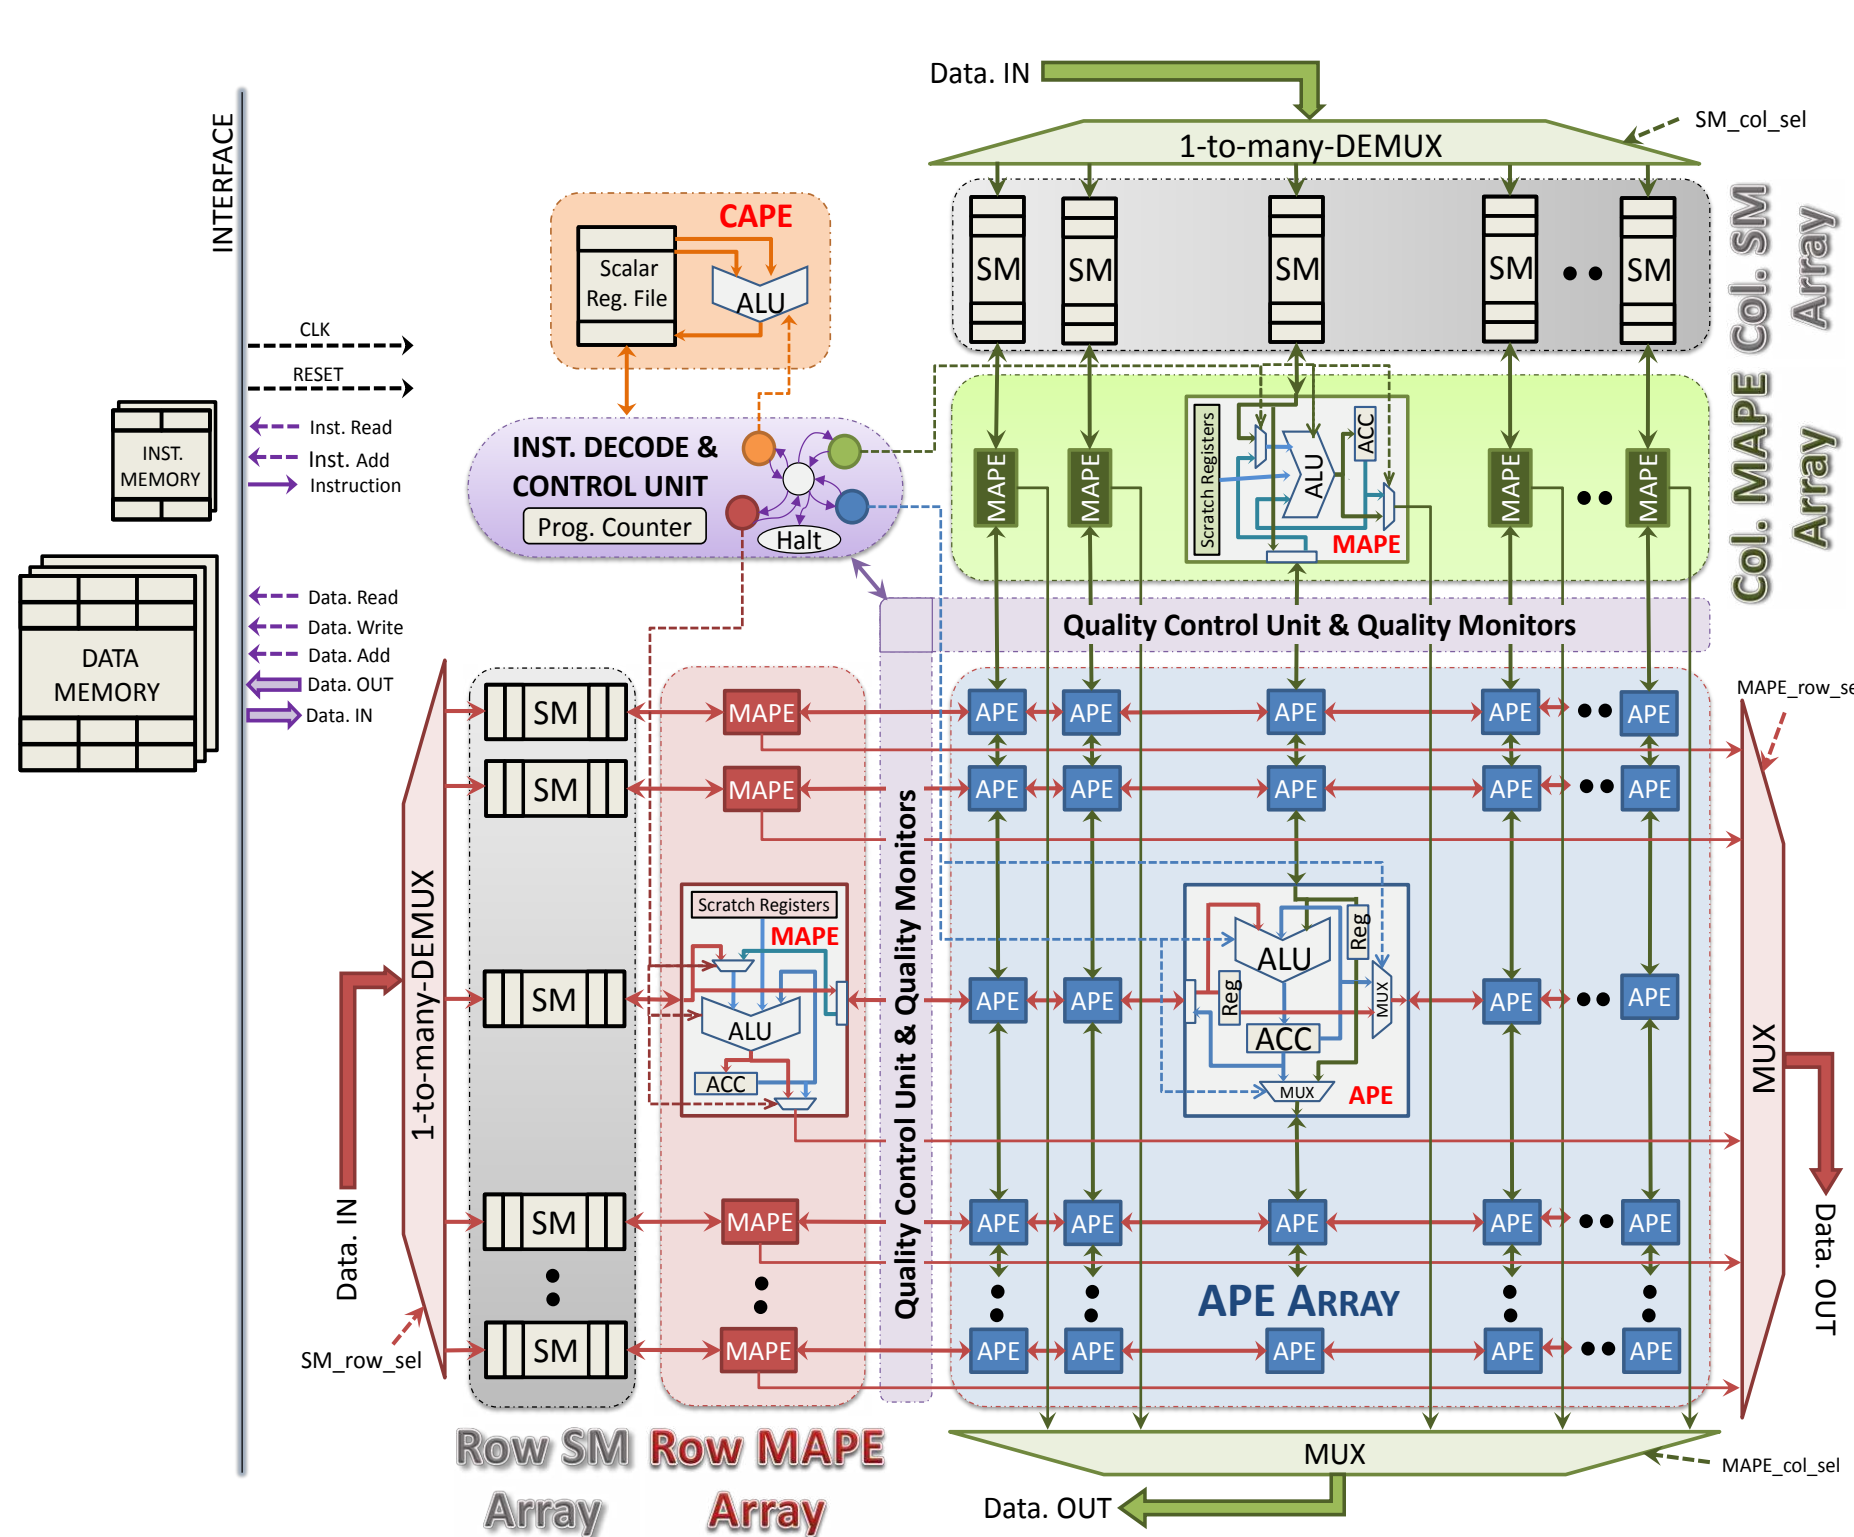 Data. IN
SM_col_sel
1-to-many-DEMUX
INTERFACE
CAPE
Scalar
Reg. File
ALU
SM
SM
SM
SM
SM
Col. SM
Array
CLK
RESET
Inst. Read
Inst. Add
Instruction
INST.
MEMORY
INST. DECODE &
CONTROL UNIT
Prog. Counter
Halt
MAPE
MAPE
Scratch Registers
ALU
ACC
MAPE
MAPE
MAPE
Col. MAPE
Array
Data. Read
Data. Write
Data. Add
Data. OUT
Data. IN
DATA
MEMORY
Quality Control Unit & Quality Monitors
Quality Control Unit & Quality Monitors
MAPE_row_se
SM
MAPE
APE
APE
APE
APE
APE
SM
MAPE
APE
APE
APE
APE
APE
1-to-many-DEMUX
SM
Scratch Registers
MAPE
ALU
ACC
APE
APE
ALU
Reg
Reg
ACC
MUX
MUX
APE
APE
APE
MUX
Data. IN
SM
MAPE
APE
APE
APE
APE
APE
Data. OUT
APE ARRAY
SM_row_sel
SM
MAPE
APE
APE
APE
APE
APE
Row SM
Array
Row MAPE
Array
MUX
MAPE_col_sel
Data. OUT